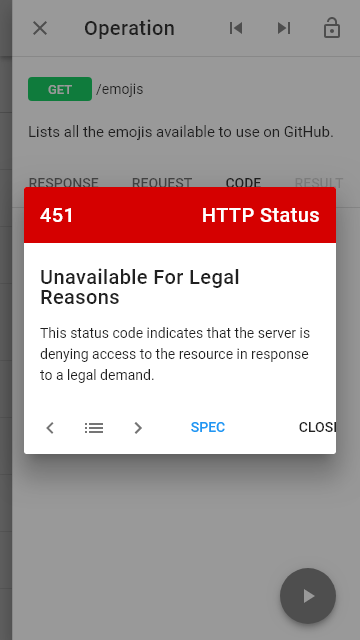 Operation
GET /emojis
Lists all the emojis available to use on GitHub.
RESPONSE REQUEST CODE RESULT
451 HTTP Status
Unavailable For Legal
Reasons
This status code indicates that the server is
denying access to the resource in response
to a legal demand.
SPEC CLOSE